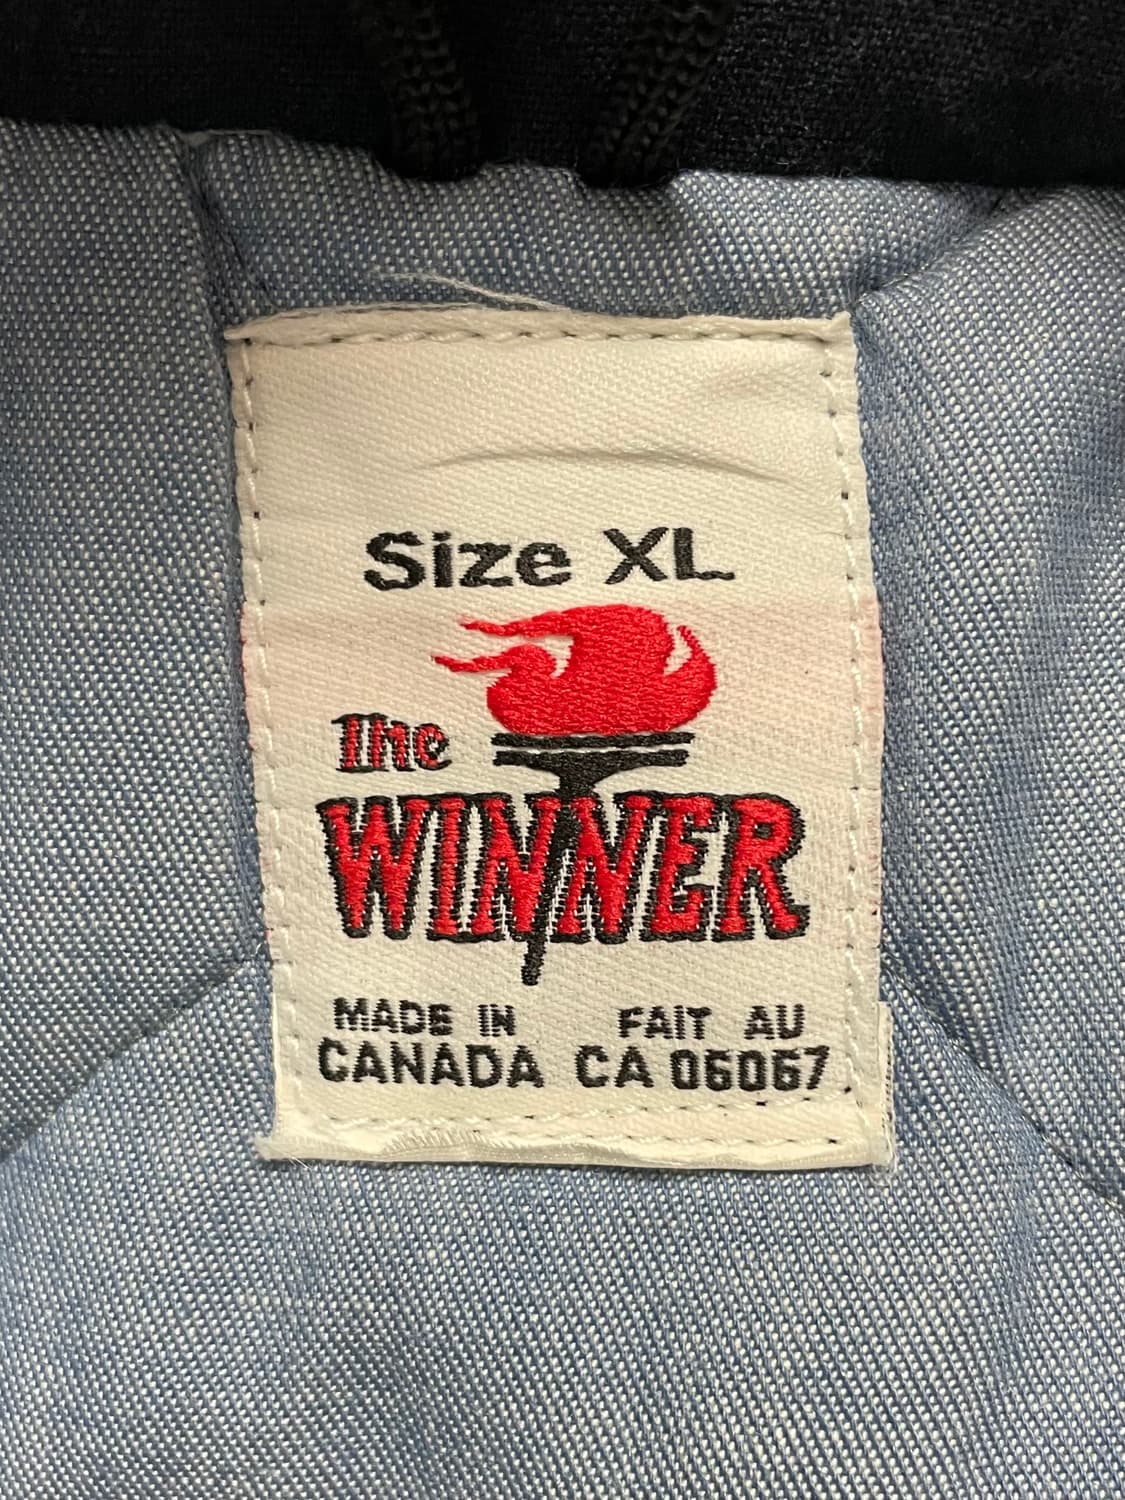 Size XL
The
WINNER
MADE IN FAIT AU
CANADA CA 06067